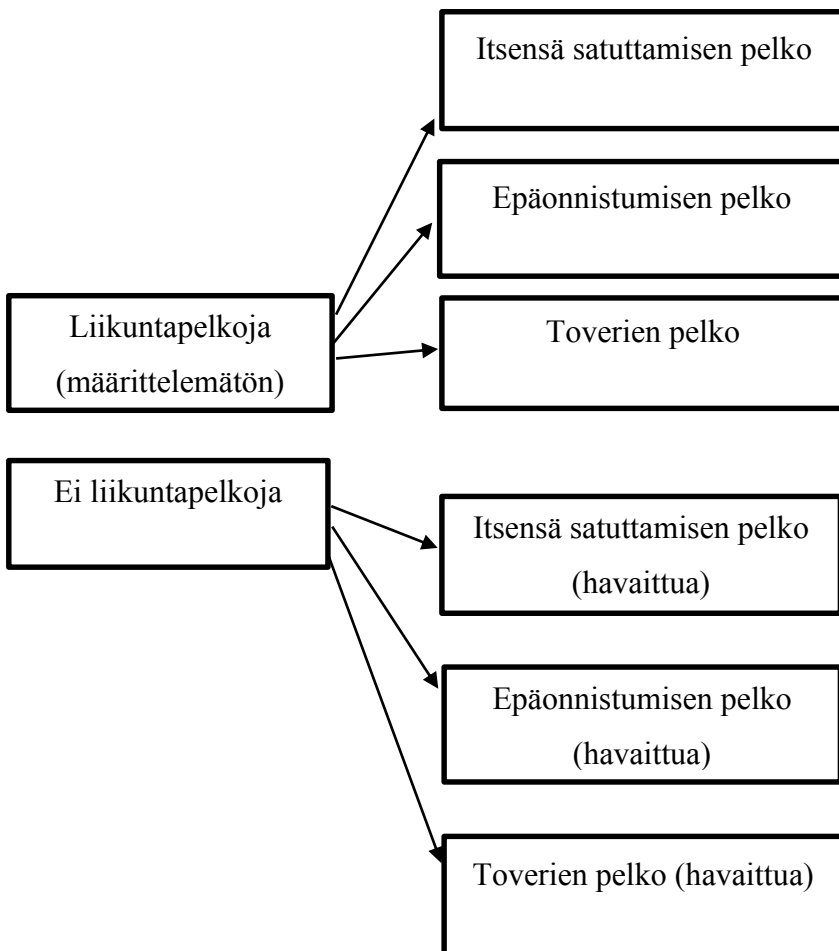 Itsensä satuttamisen pelko
Epäonnistumisen pelko
Liikuntapelkoja
(määrittelemätön)
Toverien pelko
Ei liikuntapelkoja
Itsensä satuttamisen pelko
(havaittua)
Epäonnistumisen pelko
(havaittua)
Toverien pelko (havaittua)